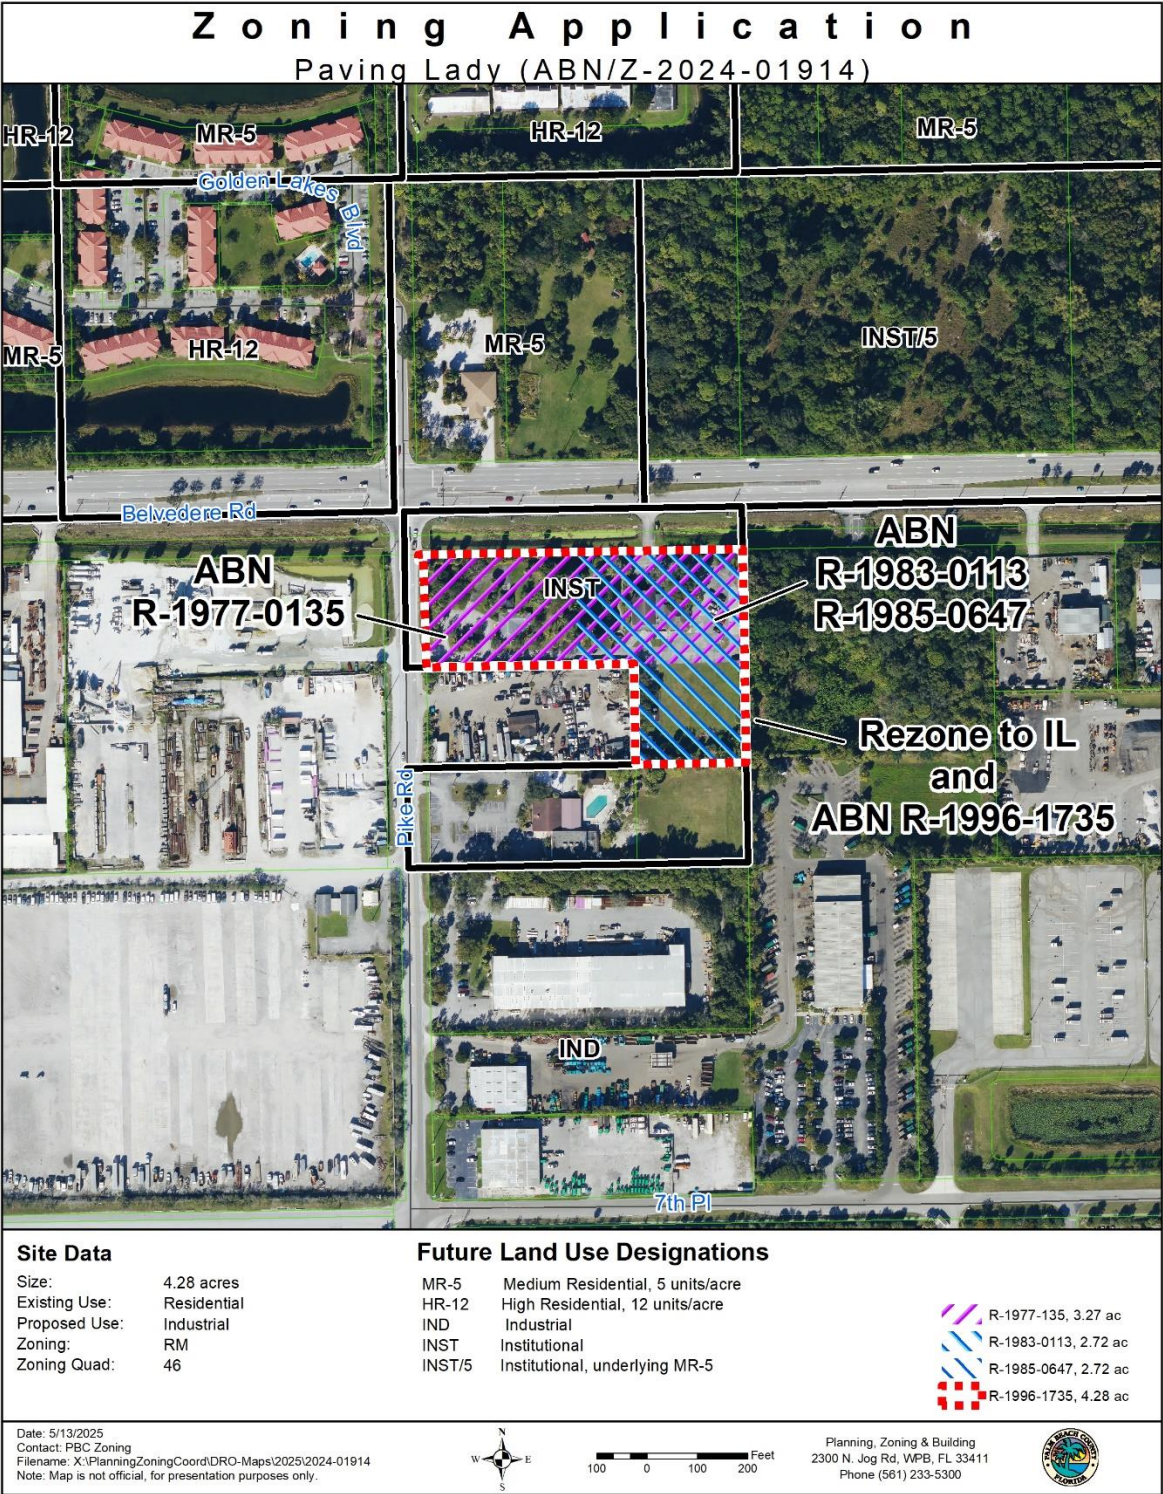 Zoning Application
Paving Lady (ABN/Z-2024-01914)
HR-12
MR-5
HR-12
MR-5
Golden Lakes Blvd
MR-5
HR-12
MR-5
INST/5
Belvedere Rd
ABN
R-1977-0135
INST
ABN
R-1983-0113
R-1985-0647
Rezone to IL
and
ABN R-1996-1735
Pike Rd
IND
7th Pl
Site Data
Size: 4.28 acres
Existing Use: Residential
Proposed Use: Industrial
Zoning: RM
Zoning Quad: 46
Future Land Use Designations
MR-5 Medium Residential, 5 units/acre
HR-12 High Residential, 12 units/acre
IND Industrial
INST Institutional
INST/5 Institutional, underlying MR-5
R-1977-135, 3.27 ac
R-1983-0113, 2.72 ac
R-1985-0647, 2.72 ac
R-1996-1735, 4.28 ac
Date: 5/13/2025
Contact: PBC Zoning
Filename: X:\PlanningZoningCoord\DRO-Maps\2025\2024-01914
Note: Map is not official, for presentation purposes only.
N
W E
S
Feet
100 0 100 200
Planning, Zoning & Building
2300 N. Jog Rd, WPB, FL 33411
Phone (561) 233-5300
PALM BEACH COUNTY
FLORIDA